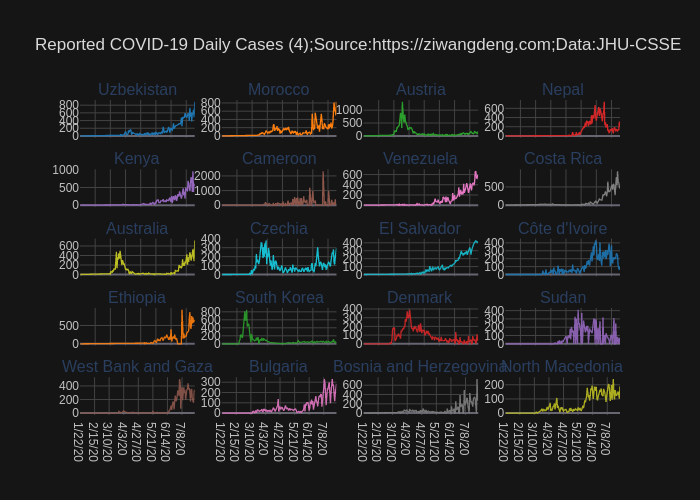 Reported COVID-19 Daily Cases (4);Source:https://ziwangdeng.com;Data:JHU-CSSE
Uzbekistan Morocco Austria Nepal
800 600 400 200 0
800 600 400 200 0
1000 500 0
600 400 200 0
Kenya Cameroon Venezuela Costa Rica
1000 500 0
2000 1000 0
600 400 200 0
500 0
Australia Czechia El Salvador Côte d'Ivoire
600 400 200 0
400 300 200 100 0
400 300 200 100 0
400 300 200 100 0
Ethiopia South Korea Denmark Sudan
500 0
800 600 400 200 0
400 300 200 100 0
400 300 200 100 0
West Bank and Gaza Bulgaria Bosnia and Herzegovina North Macedonia
400 200 0
300 200 100 0
600 400 200 0
200 100 0
1/22/20 2/15/20 3/10/20 4/3/20 4/27/20 5/21/20 6/14/20 7/8/20
1/22/20 2/15/20 3/10/20 4/3/20 4/27/20 5/21/20 6/14/20 7/8/20
1/22/20 2/15/20 3/10/20 4/3/20 4/27/20 5/21/20 6/14/20 7/8/20
1/22/20 2/15/20 3/10/20 4/3/20 4/27/20 5/21/20 6/14/20 7/8/20